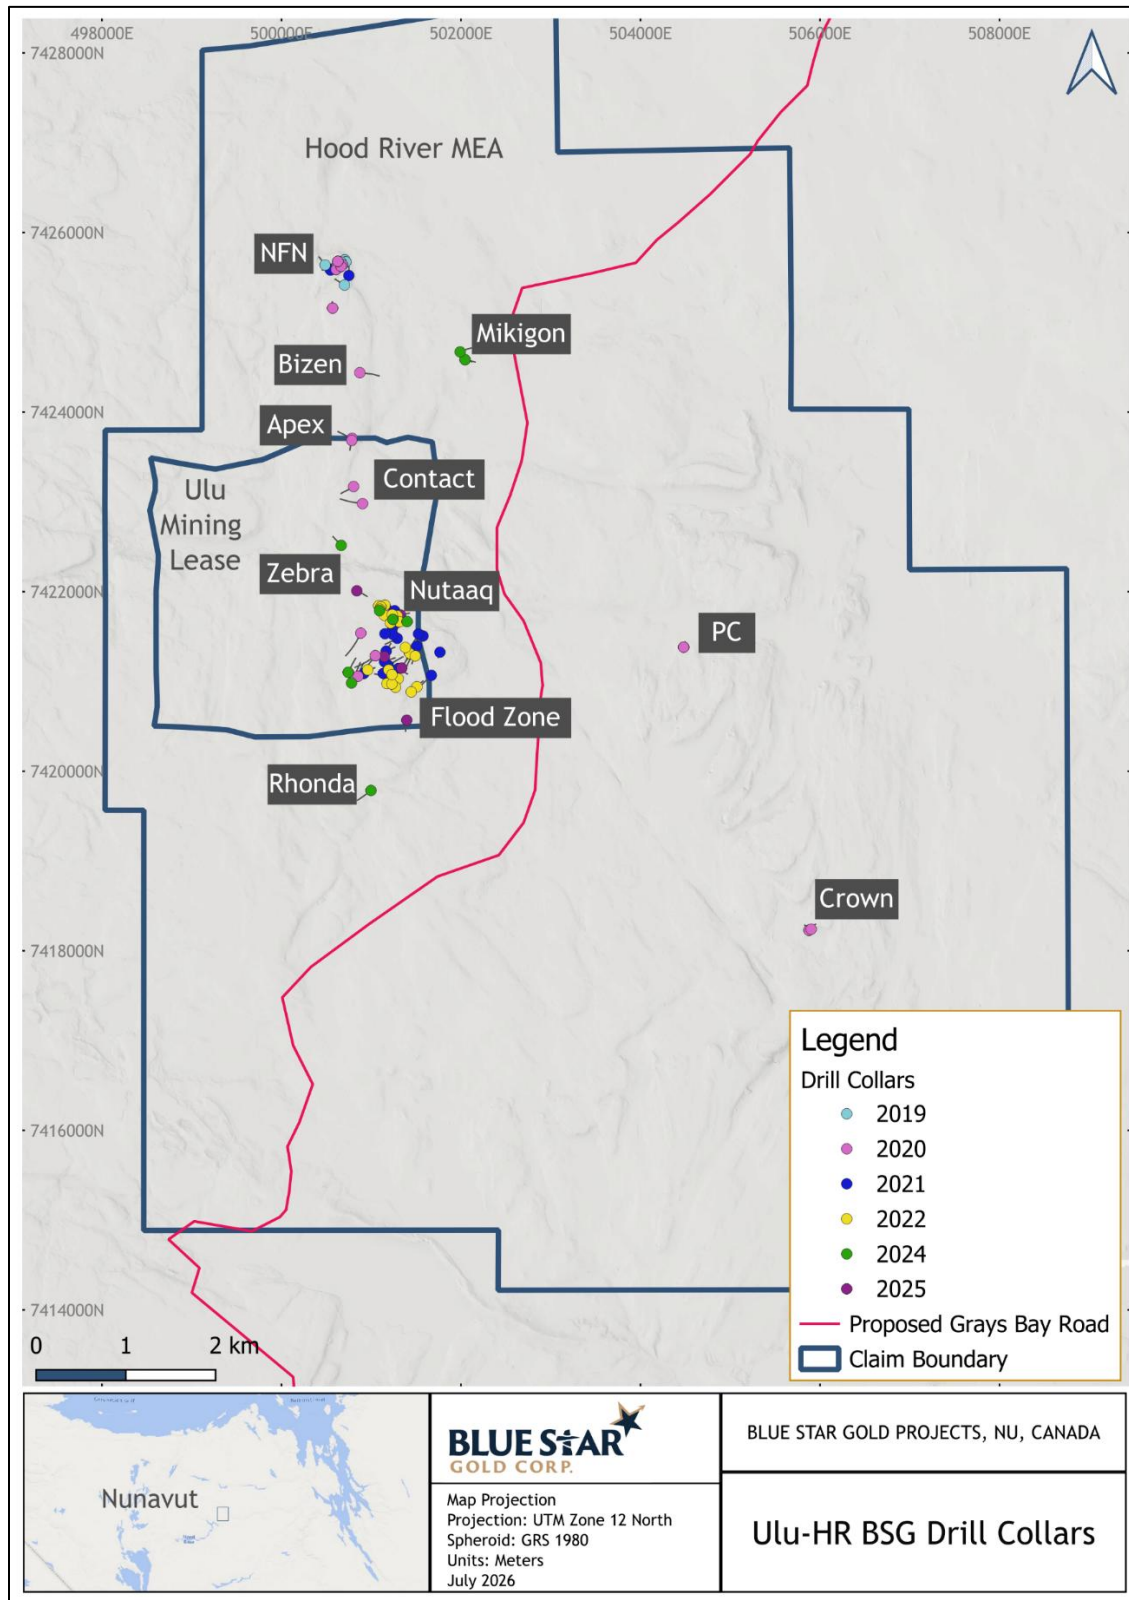 498000E 500000E 502000E 504000E 506000E 508000E
7428000N
Hood River MEA
7426000N
NFN
Mikigon
Bizen
7424000N
Apex
Contact
Ulu
Mining
Lease
Zebra
7422000N
Nutaaq
PC
Flood Zone
7420000N
Rhonda
Crown
7418000N
Legend
Drill Collars
2019
7416000N
2020
2021
2022
2024
2025
7414000N
Proposed Grays Bay Road
0 1 2 km
Claim Boundary
Nunavut
BLUE STAR
GOLD CORP.
Map Projection
Projection: UTM Zone 12 North
Spheroid: GRS 1980
Units: Meters
July 2026
BLUE STAR GOLD PROJECTS, NU, CANADA
Ulu-HR BSG Drill Collars